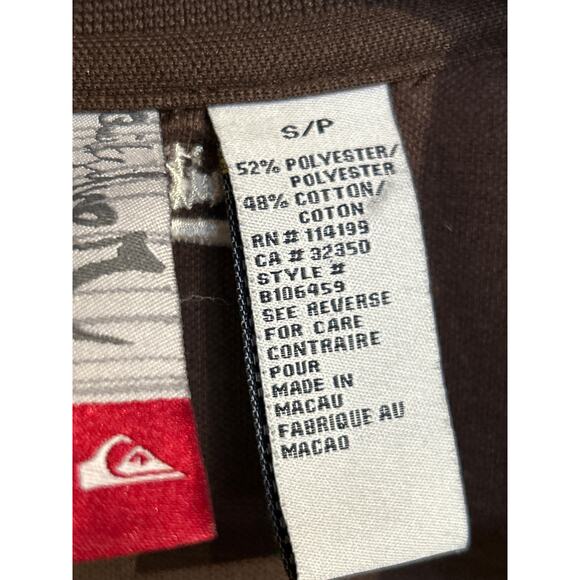 S/P
52% POLYESTER/
POLYESTER
48% COTTON/
COTON
RN # 114199
CA # 32350
STYLE #
B106459
SEE REVERSE
FOR CARE
CONTRAIRE
POUR
MADE IN
MACAU
FABRIQUE AU
MACAO